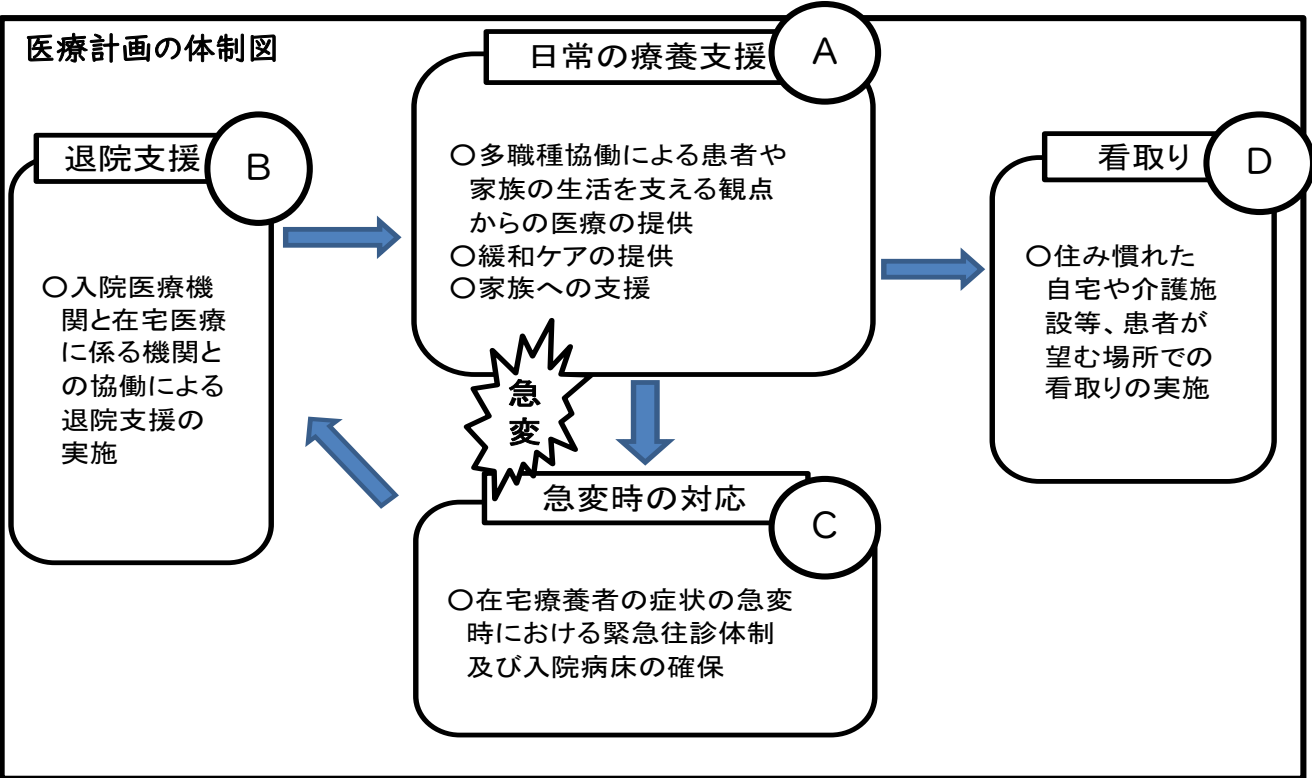 医療計画の体制図
日常の療養支援
A
〇多職種協働による患者や
家族の生活を支える観点
からの医療の提供
〇緩和ケアの提供
〇家族への支援
退院支援
B
〇入院医療機
関と在宅医療
に係る機関と
の協働による
退院支援の
実施
看取り
D
〇住み慣れた
自宅や介護施
設等、患者が
望む場所での
看取りの実施
急
変
急変時の対応
C
〇在宅療養者の症状の急変
時における緊急往診体制
及び入院病床の確保